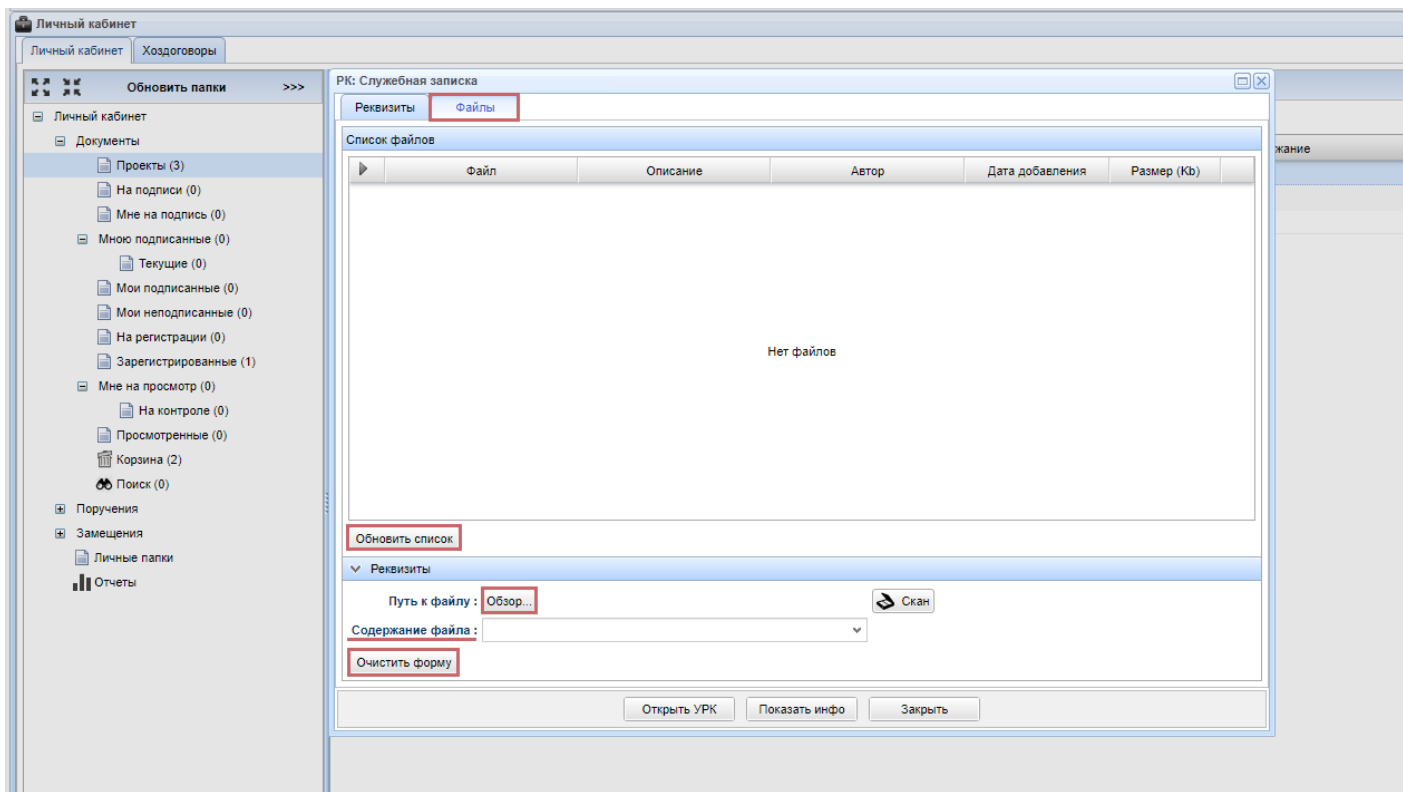 Личный кабинет
Личный кабинет Хоздоговоры
Обновить папки >>>
Личный кабинет
Документы
Проекты (3)
На подписи (0)
Мне на подпись (0)
Мною подписанные (0)
Текущие (0)
Мои подписанные (0)
Мои неподписанные (0)
На регистрации (0)
Зарегистрированные (1)
Мне на просмотр (0)
На контроле (0)
Просмотренные (0)
Корзина (2)
Поиск (0)
Поручения
Замещения
Личные папки
Отчеты
РК: Служебная записка
Реквизиты Файлы
Список файлов
Файл Описание Автор Дата добавления Размер (Kb)
Нет файлов
Обновить список
Реквизиты
Путь к файлу : Обзор... Скан
Содержание файла :
Очистить форму
Открыть УРК Показать инфо Закрыть
жание